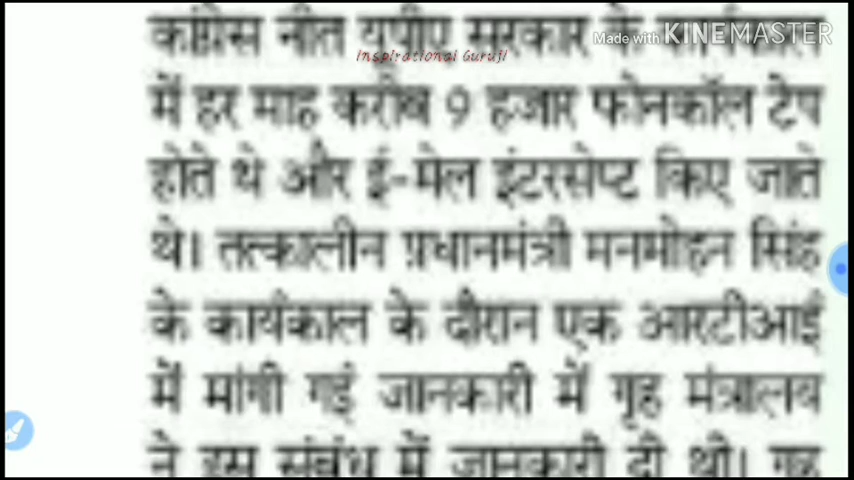 कांग्रेस नीत यूपीए सरकार के
Made with KINEMASTER
Inspirational Guruji
में हर माह करीब 9 हजार फोनकॉल टेप
होते थे और ई-मेल इंटरसेप्ट किए जाते
थे। तत्कालीन प्रधानमंत्री मनमोहन सिंह
के कार्यकाल के दौरान एक आरटीआई
में मांगी गई जानकारी में गृह मंत्रालय
ने इस संबंध में जानकारी दी थी। गृह